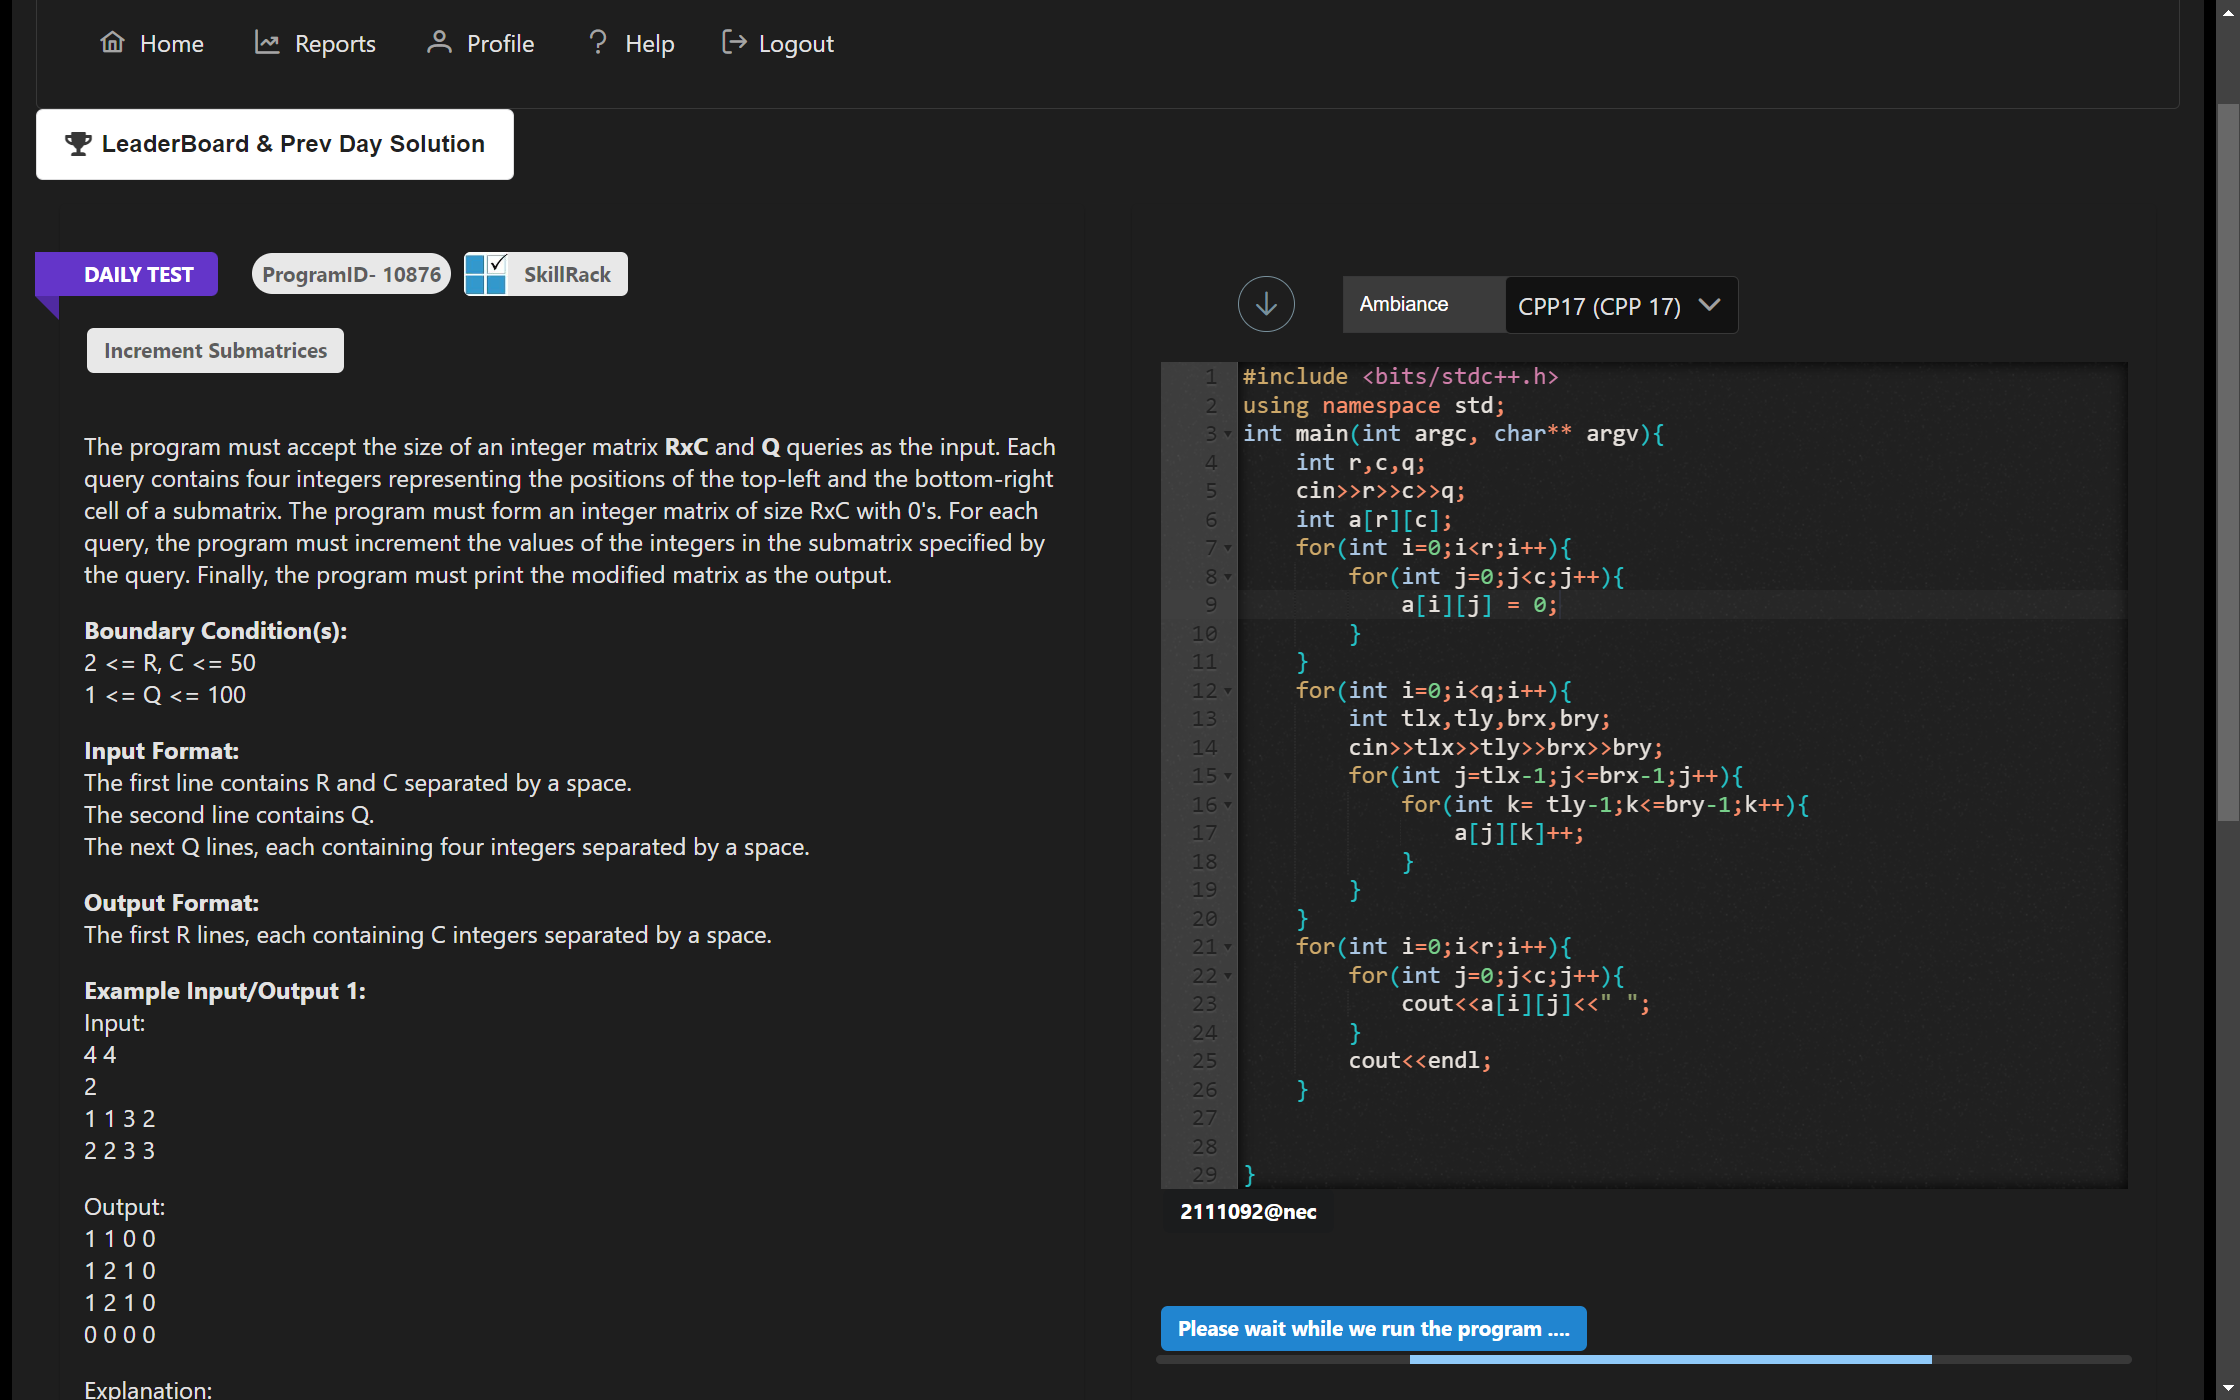 Home Reports Profile ? Help Logout
LeaderBoard & Prev Day Solution
DAILY TEST ProgramID- 10876 SkillRack
Increment Submatrices
The program must accept the size of an integer matrix RxC and Q queries as the input. Each
query contains four integers representing the positions of the top-left and the bottom-right
cell of a submatrix. The program must form an integer matrix of size RxC with 0's. For each
query, the program must increment the values of the integers in the submatrix specified by
the query. Finally, the program must print the modified matrix as the output.
Boundary Condition(s):
2 <= R, C <= 50
1 <= Q <= 100
Input Format:
The first line contains R and C separated by a space.
The second line contains Q.
The next Q lines, each containing four integers separated by a space.
Output Format:
The first R lines, each containing C integers separated by a space.
Example Input/Output 1:
Input:
4 4
2
1 1 3 2
2 2 3 3
Output:
1 1 0 0
1 2 1 0
1 2 1 0
0 0 0 0
Explanation:
Ambiance CPP17 (CPP 17)
1 #include <bits/stdc++.h>
2 using namespace std;
3 int main(int argc, char** argv){
4     int r,c,q;
5     cin>>r>>c>>q;
6     int a[r][c];
7     for(int i=0;i<r;i++){
8         for(int j=0;j<c;j++){
9             a[i][j] = 0;
10         }
11     }
12     for(int i=0;i<q;i++){
13         int tlx,tly,brx,bry;
14         cin>>tlx>>tly>>brx>>bry;
15         for(int j=tlx-1;j<=brx-1;j++){
16             for(int k= tly-1;k<=bry-1;k++){
17                 a[j][k]++;
18             }
19         }
20     }
21     for(int i=0;i<r;i++){
22         for(int j=0;j<c;j++){
23             cout<<a[i][j]<<" ";
24         }
25         cout<<endl;
26     }
27
28
29 }
2111092@nec
Please wait while we run the program ....